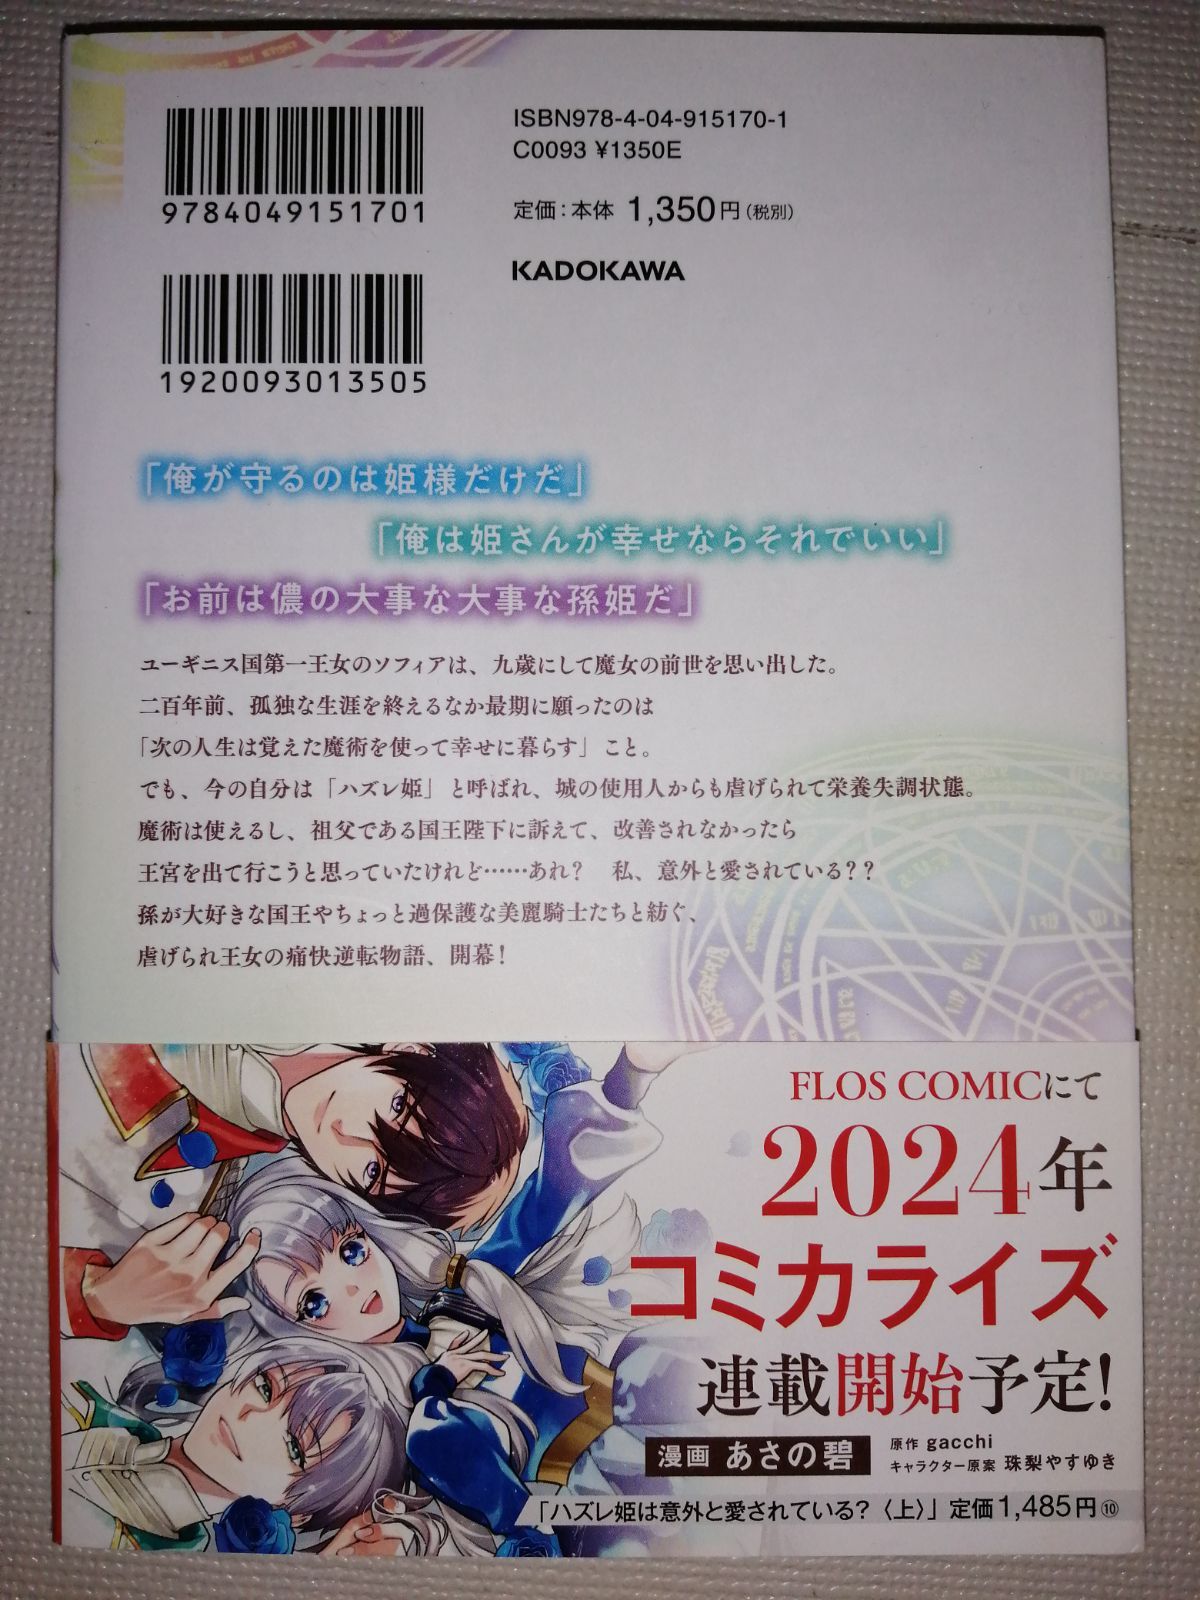 ISBN978-4-04-915170-1
C0093 ¥1350E
9784049151701
定価:本体 1,350円(税別)
KADOKAWA
1920093013505
「俺が守るのは姫様だけだ」
「俺は姫さんが幸せならそれでいい」
「お前は儂の大事な大事な孫姫だ」
ユーギニス国第一王女のソフィアは、九歳にして魔女の前世を思い出した。
二百年前、孤独な生涯を終えるなか最期に願ったのは
「次の人生は覚えた魔術を使って幸せに暮らす」こと。
でも、今の自分は「ハズレ姫」と呼ばれ、城の使用人からも虐げられて栄養失調状態。
魔術は使えるし、祖父である国王陛下に訴えて、改善されなかったら
王宮を出て行こうと思っていたけれど……あれ？　私、意外と愛されている？？
孫が大好きな国王やちょっと過保護な美麗騎士たちと紡ぐ、
虐げられ王女の痛快逆転物語、開幕！
FLOS COMICにて
2024年
コミカライズ
連載開始予定!
漫画 あさの碧
原作 gacchi
キャラクター原案 珠梨やすゆき
「ハズレ姫は意外と愛されている？〈上〉」定価1,485円⑩